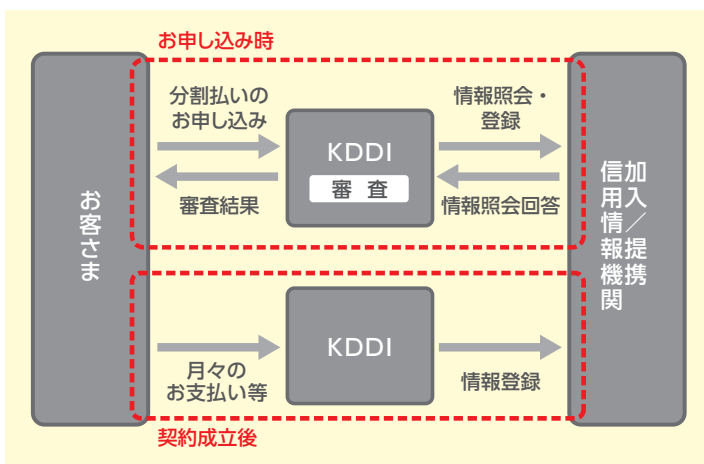 お申し込み時
お客さま
分割払いの
お申し込み
審査結果
KDDI
審 査
情報照会・
登録
情報照会回答
加入／提携
信用情報機関
月々の
お支払い等
KDDI
情報登録
契約成立後